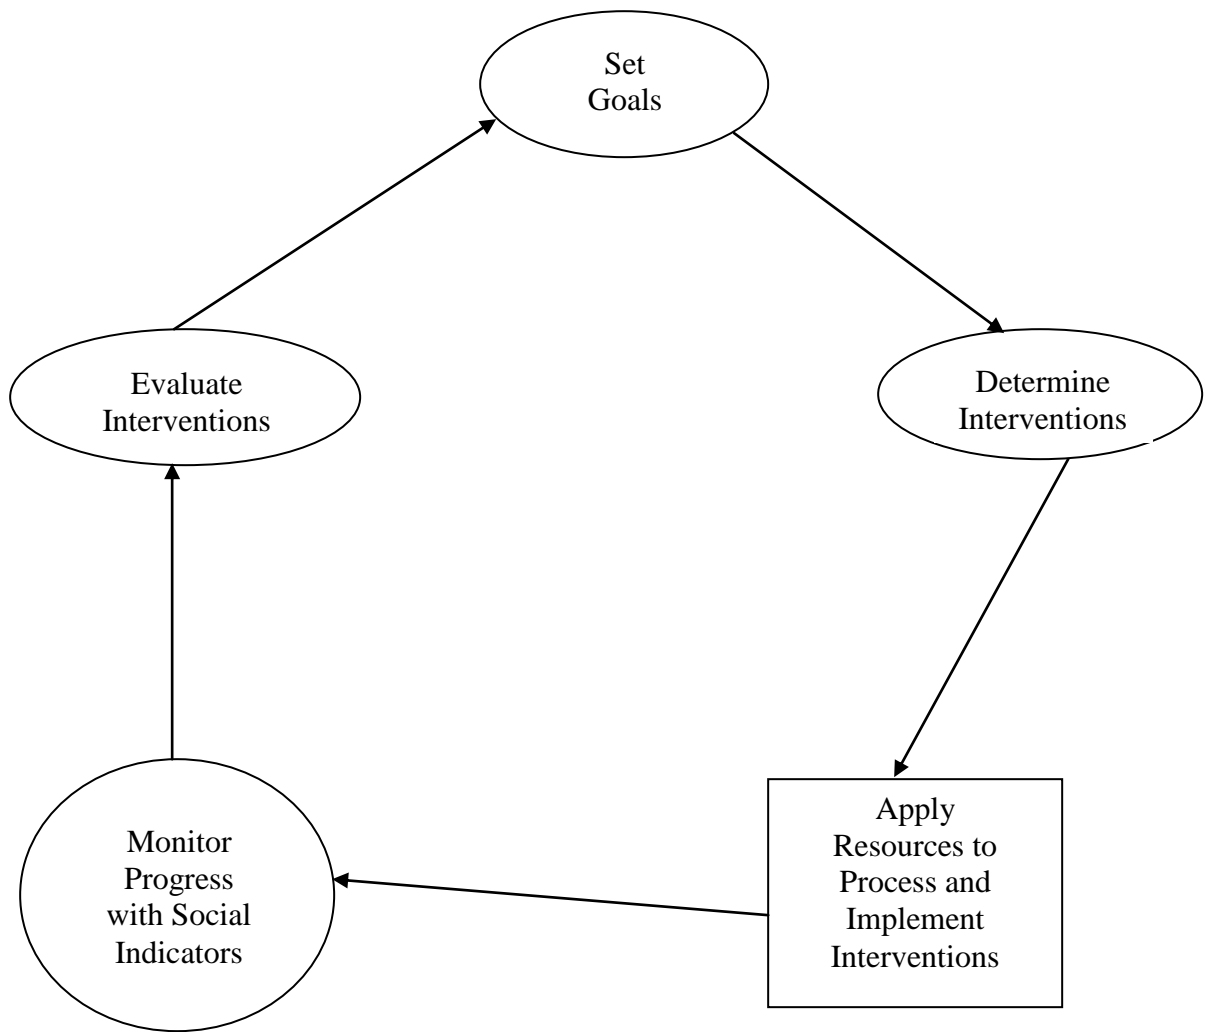 Set
Goals
Evaluate
Interventions
Determine
Interventions
Apply
Resources to
Process and
Implement
Interventions
Monitor
Progress
with Social
Indicators